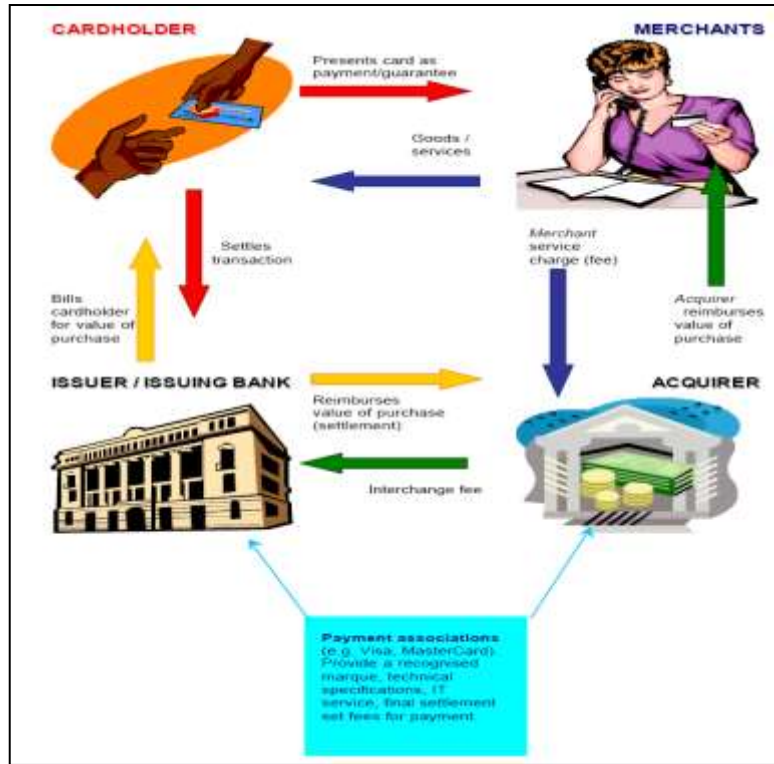 CARDHOLDER
MERCHANTS
Presents card as
payment/guarantee
Goods /
services
Settles
transaction
Merchant
service
charge (fee)
Bills
cardholder
for value of
purchase
Acquirer
reimburses
value of
purchase
ISSUER / ISSUING BANK
ACQUIRER
Reimburses
value of purchase
(settlement)
Interchange fee
Payment associations
(e.g. Visa, MasterCard)
Provide a recognised
marque, technical
specifications, IT
service, final settlement
set fees for payment